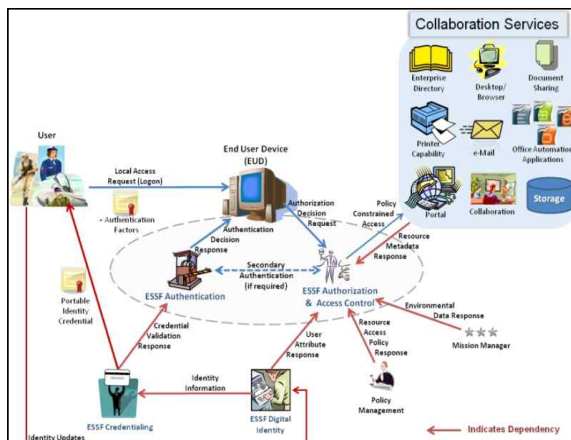 Collaboration Services
Enterprise
Directory
Desktop/
Browser
Document
Sharing
Printer
Capability
e-Mail
Office Automation
Applications
Portal
Collaboration
Storage
User
End User Device
(EUD)
Local Access
Request (Logon)
+ Authentication
Factors
Authentication
Decision
Response
Authorization
Decision
Request
Policy
Constrained
Access
Resource
Metadata
Response
Secondary
Authentication
(if required)
ESSF Authentication
ESSF Authorization
& Access Control
Portable
Identity
Credential
Credential
Validation
Response
User
Attribute
Response
Resource
Access
Policy
Response
Environmental
Data Response
Mission Manager
Identity
Information
Policy
Management
ESSF Credentialing
ESSF Digital
Identity
Indicates Dependency
Identity Updates